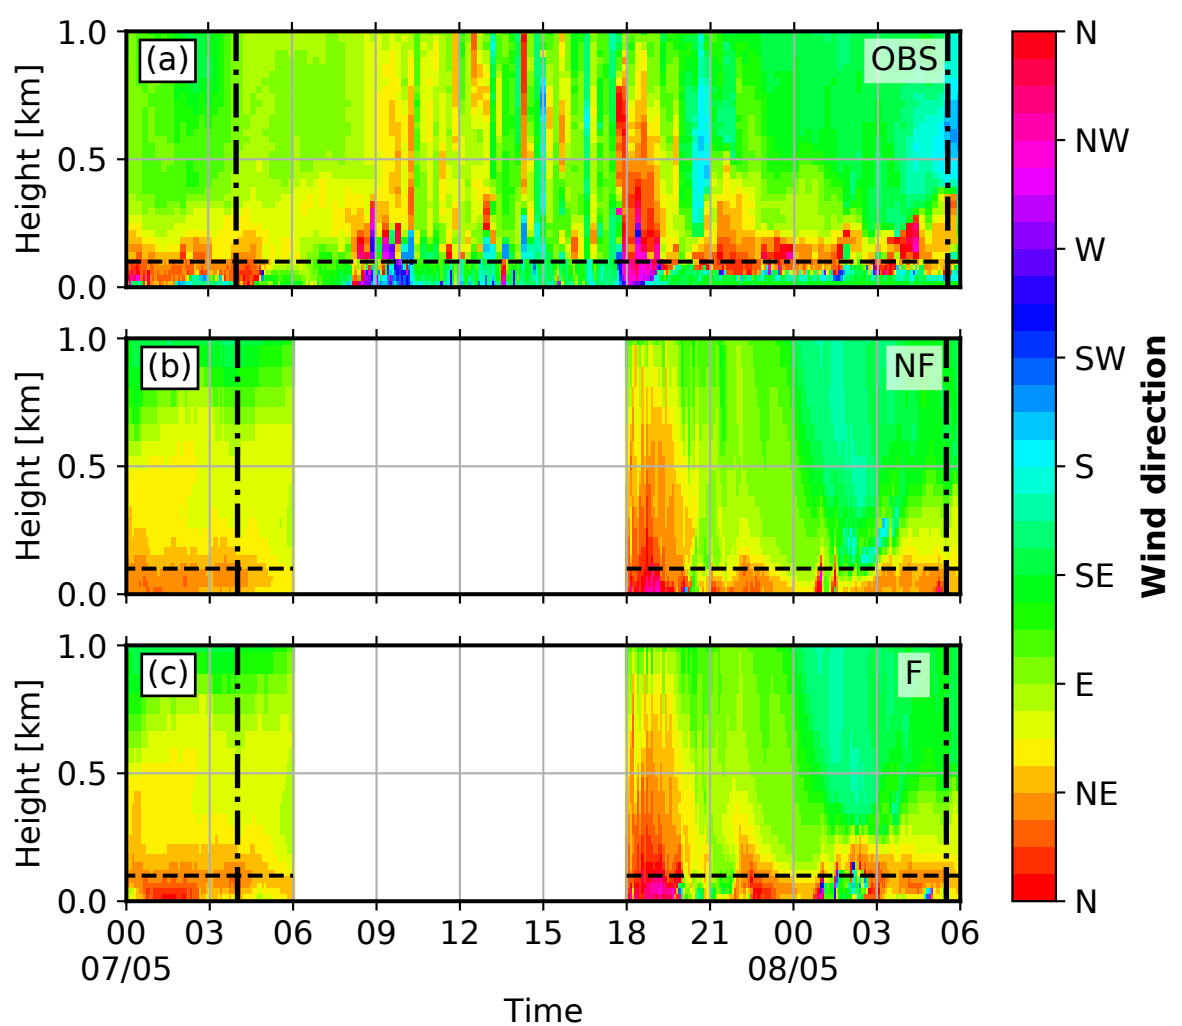 1.0
(a)
OBS
0.5
0.0
Height [km]
1.0
(b)
NF
0.5
0.0
Height [km]
1.0
(c)
F
0.5
0.0
Height [km]
00 03 06 09 12 15 18 21 00 03 06
07/05 08/05
Time
N
NW
W
SW
S
SE
E
NE
N
Wind direction